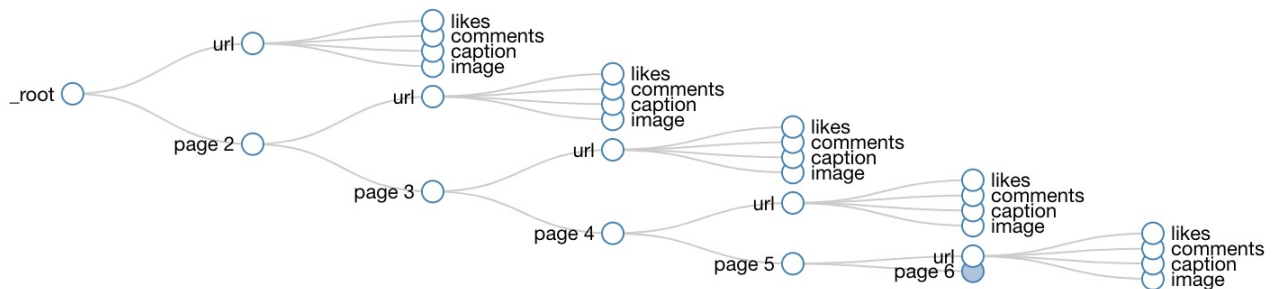 _root
url
likes
comments
caption
image
page 2
url
likes
comments
caption
image
page 3
url
likes
comments
caption
image
page 4
url
likes
comments
caption
image
page 5
url
likes
comments
caption
image
page 6